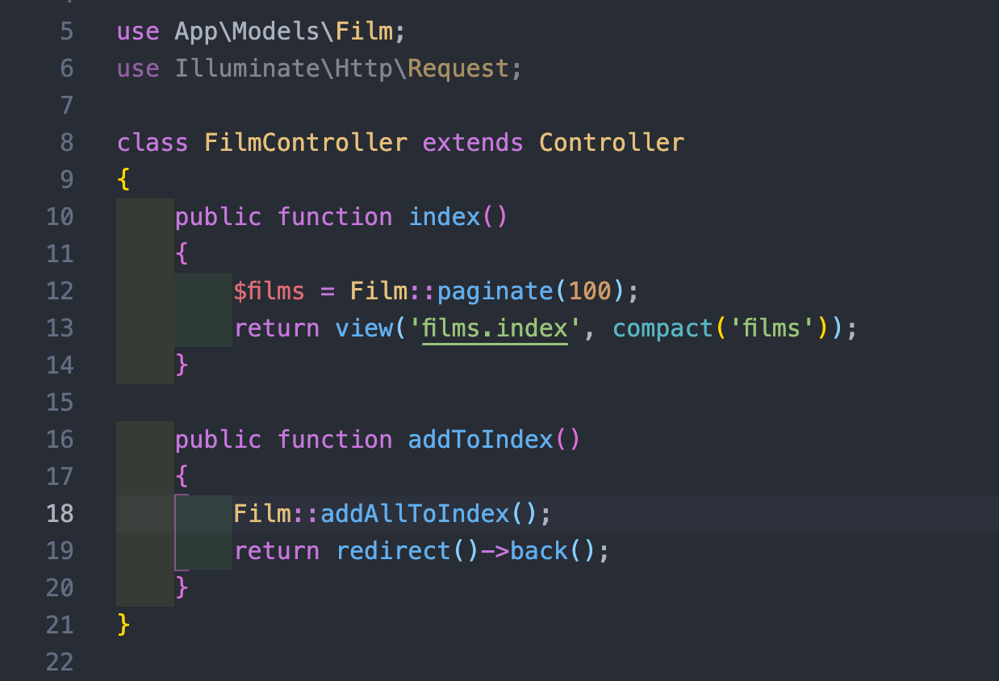 5 use App\Models\Film;
6 use Illuminate\Http\Request;
7
8 class FilmController extends Controller
9 {
10 public function index()
11 {
12 $films = Film::paginate(100);
13 return view('films.index', compact('films'));
14 }
15
16 public function addToIndex()
17 {
18 Film::addAllToIndex();
19 return redirect()->back();
20 }
21 }
22